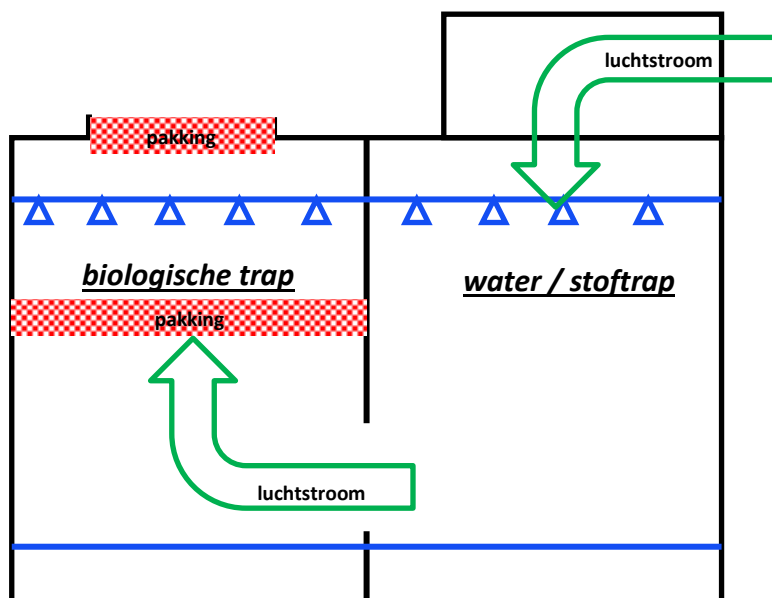 luchtstroom
pakking
biologische trap
water / stoftrap
pakking
luchtstroom